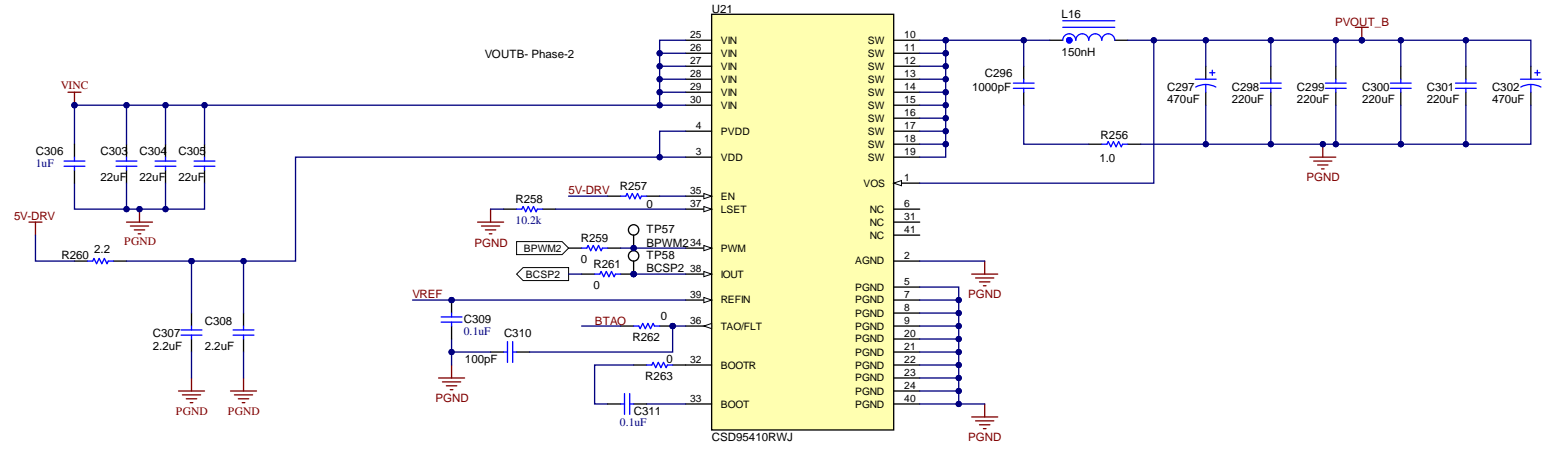 U21
VOUTB- Phase-2
25 VIN
26 VIN
27 VIN
28 VIN
29 VIN
30 VIN
4 PVDD
3 VDD
35 EN
37 LSET
34 PWM
38 IOUT
39 REFIN
36 TAO/FLT
32 BOOTR
33 BOOT
SW 10
SW 11
SW 12
SW 13
SW 14
SW 15
SW 16
SW 17
SW 18
SW 19
VOS 1
NC 6
NC 31
NC 41
AGND 2
PGND 5
PGND 7
PGND 8
PGND 9
PGND 20
PGND 21
PGND 22
PGND 23
PGND 24
PGND 40
CSD95410RWJ
VINC
C306
1uF
C303
22uF
C304
22uF
C305
22uF
PGND
5V-DRV
R260
2.2
C307
2.2uF
C308
2.2uF
PGND
PGND
5V-DRV
R257
0
R258
10.2k
PGND
TP57
BPWM2
R259
0
BPWM2
TP58
BCSP2
R261
0
BCSP2
VREF
C309
0.1uF
BTAO
R262
0
C310
100pF
PGND
R263
0
C311
0.1uF
L16
150nH
PVOUT_B
C296
1000pF
R256
1.0
C297
470uF
+
C298
220uF
C299
220uF
C300
220uF
C301
220uF
C302
470uF
+
PGND
PGND
PGND